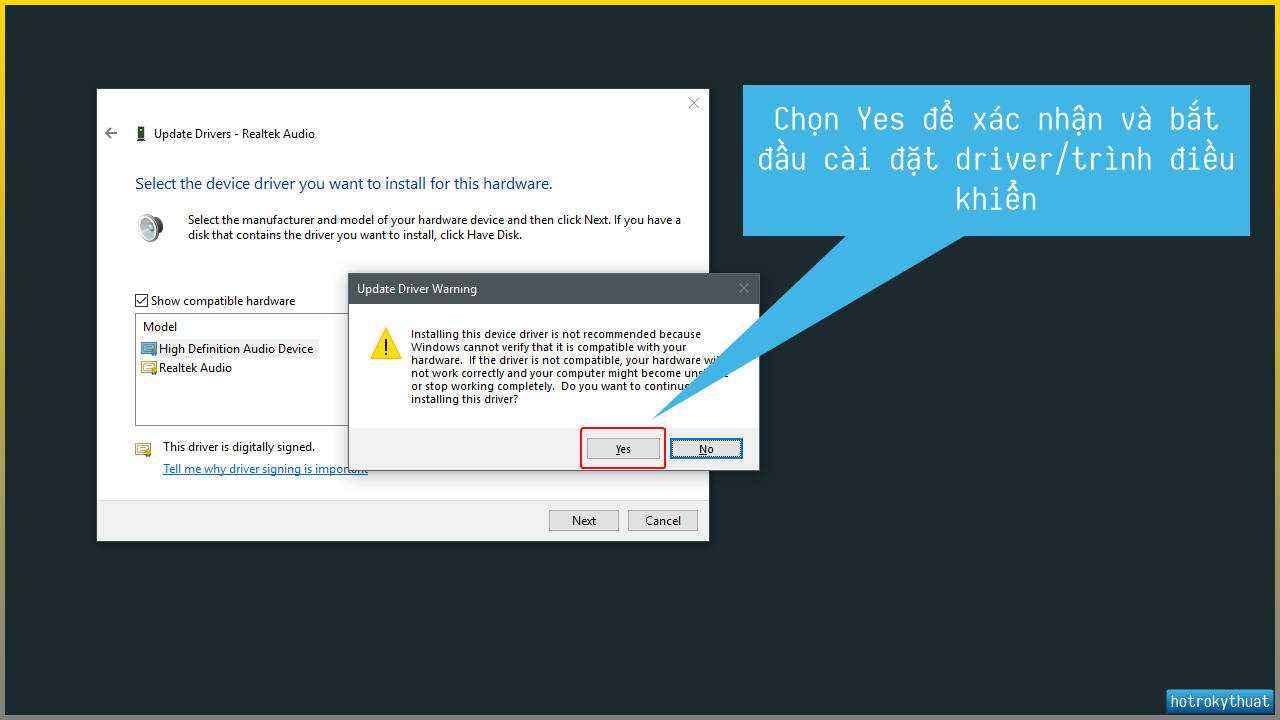 Chọn Yes để xác nhận và bắt
đầu cài đặt driver/trình điều
khiển
Update Drivers - Realtek Audio
Select the device driver you want to install for this hardware.
Select the manufacturer and model of your hardware device and then click Next. If you have a
disk that contains the driver you want to install, click Have Disk.
Show compatible hardware
Model
High Definition Audio Device
Realtek Audio
This driver is digitally signed.
Tell me why driver signing is important
Update Driver Warning
Installing this device driver is not recommended because
Windows cannot verify that it is compatible with your
hardware. If the driver is not compatible, your hardware will
not work correctly and your computer might become
or stop working completely. Do you want to continue
installing this driver?
Yes
No
Next
Cancel
hotrokythuat